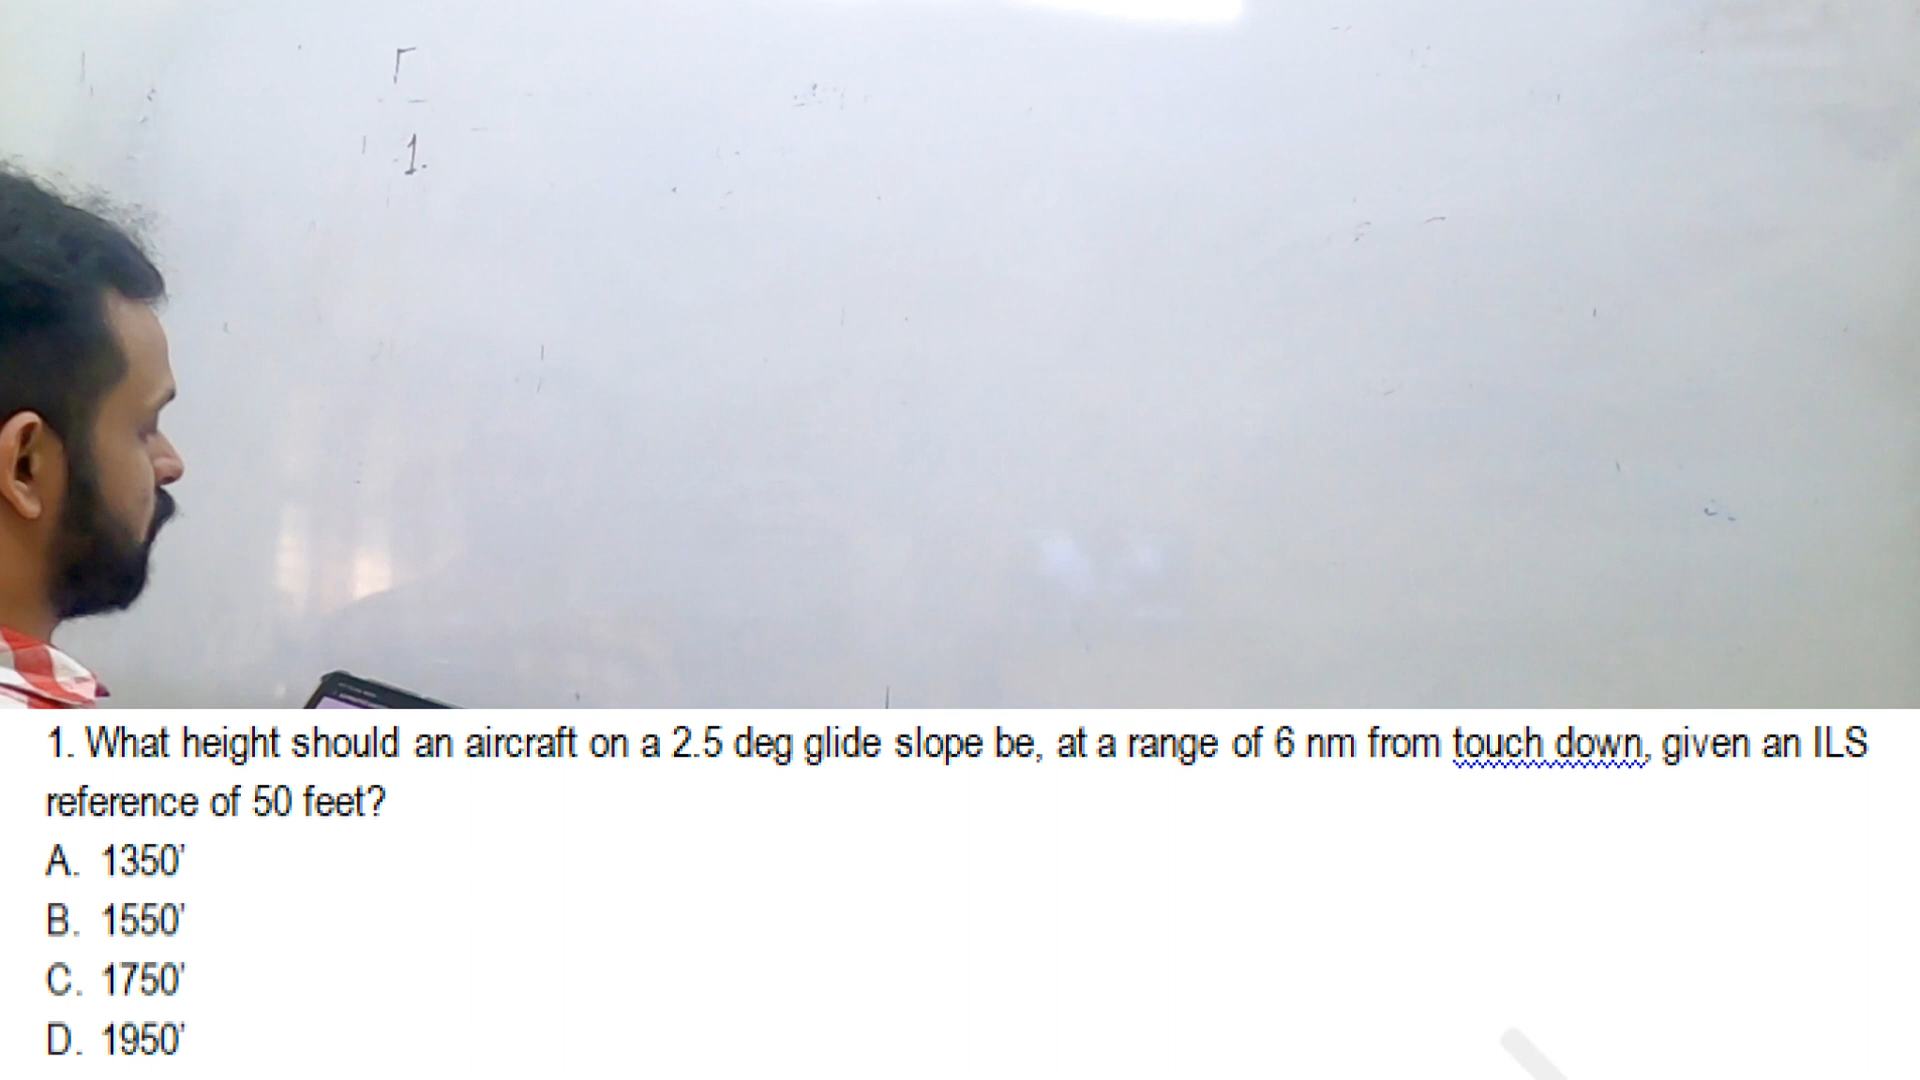 1.
1. What height should an aircraft on a 2.5 deg glide slope be, at a range of 6 nm from touch down, given an ILS
reference of 50 feet?
A. 1350'
B. 1550'
C. 1750'
D. 1950'